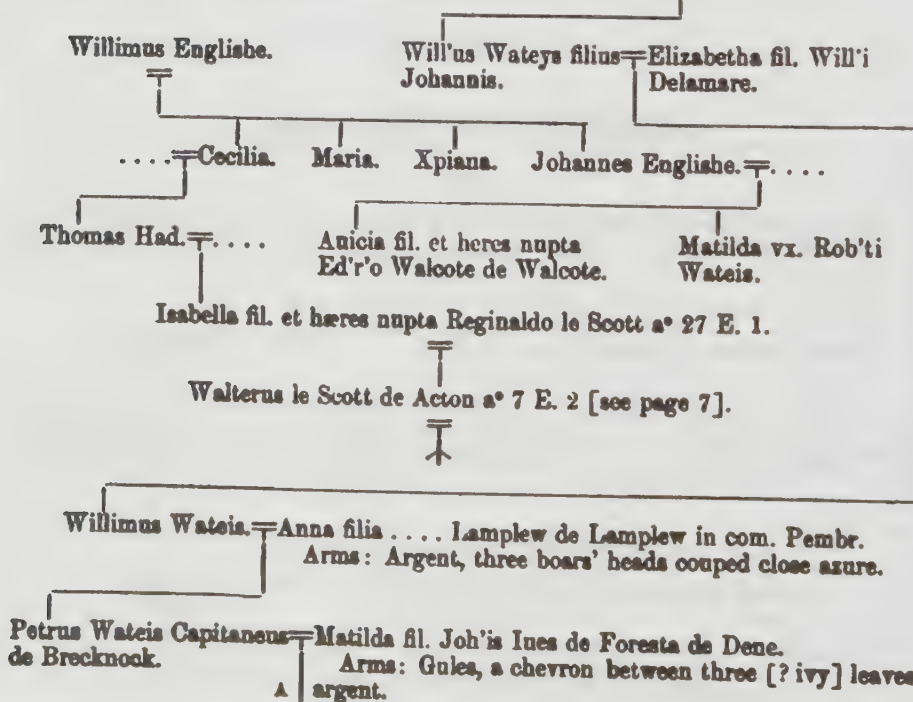 Willimus Englishe.
Will'us Wateys filius Elizabetha fil. Will'i
Johannis. Delamare.
.... Cecilia. Maria. Xpiana. Johannes Englishe. ....
Thomas Had. .... Anicia fil. et heres nupta Matilda vx. Rob'ti
Ed'r'o Walcote de Walcote. Wateis.
Isabella fil. et hæres nupta Reginaldo le Scott aº 27 E. 1.
Walterus le Scott de Acton aº 7 E. 2 [see page 7].
Willimus Wateis. Anna filia .... Lamplew de Lamplew in com. Pembr.
Arms: Argent, three boars' heads couped close azure.
Petrus Wateis Capitaneus Matilda fil. Joh'is Ines de Foresta de Dene.
de Brecknock. Arms: Gules, a chevron between three [? ivy] leaves
A argent.